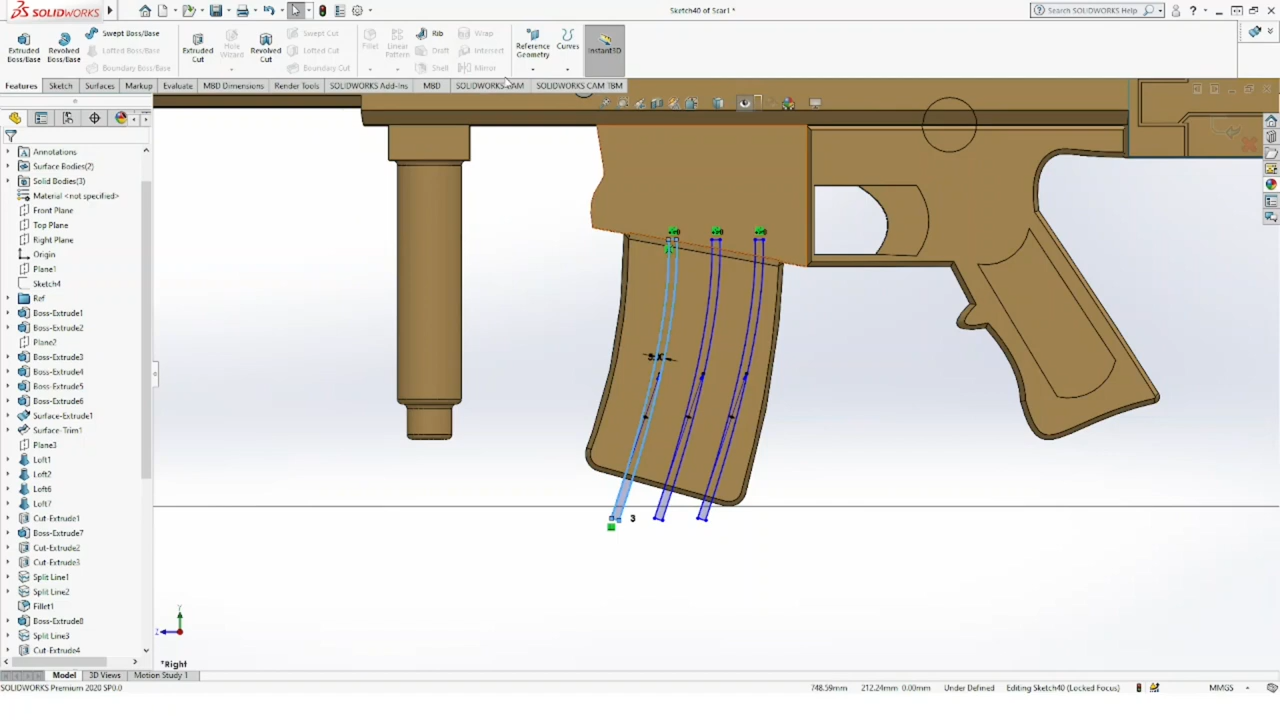 SOLIDWORKS
Sketch40 of Scar1 *
Search SOLIDWORKS Help
Extruded Boss/Base
Revolved Boss/Base
Swept Boss/Base
Lofted Boss/Base
Boundary Boss/Base
Extruded Cut
Hole Wizard
Revolved Cut
Swept Cut
Lofted Cut
Boundary Cut
Fillet
Linear Pattern
Rib
Draft
Shell
Wrap
Intersect
Mirror
Reference Geometry
Curves
Instant3D
Features
Sketch
Surfaces
Markup
Evaluate
MBD Dimensions
Render Tools
SOLIDWORKS Add-Ins
MBD
SOLIDWORKS CAM
SOLIDWORKS CAM TBM
Annotations
Surface Bodies(2)
Solid Bodies(3)
Material <not specified>
Front Plane
Top Plane
Right Plane
Origin
Plane1
Sketch4
Ref
Boss-Extrude1
Boss-Extrude2
Plane2
Boss-Extrude3
Boss-Extrude4
Boss-Extrude5
Boss-Extrude6
Surface-Extrude1
Surface-Trim1
Plane3
Loft1
Loft2
Loft6
Loft7
Cut-Extrude1
Boss-Extrude7
Cut-Extrude2
Cut-Extrude3
Split Line1
Split Line2
Fillet1
Boss-Extrude8
Split Line3
Cut-Extrude4
3
Y
Z
*Right
Model
3D Views
Motion Study 1
SOLIDWORKS Premium 2020 SP0.0
748.59mm
212.24mm 0.00mm
Under Defined
Editing Sketch40 (Locked Focus)
MMGS